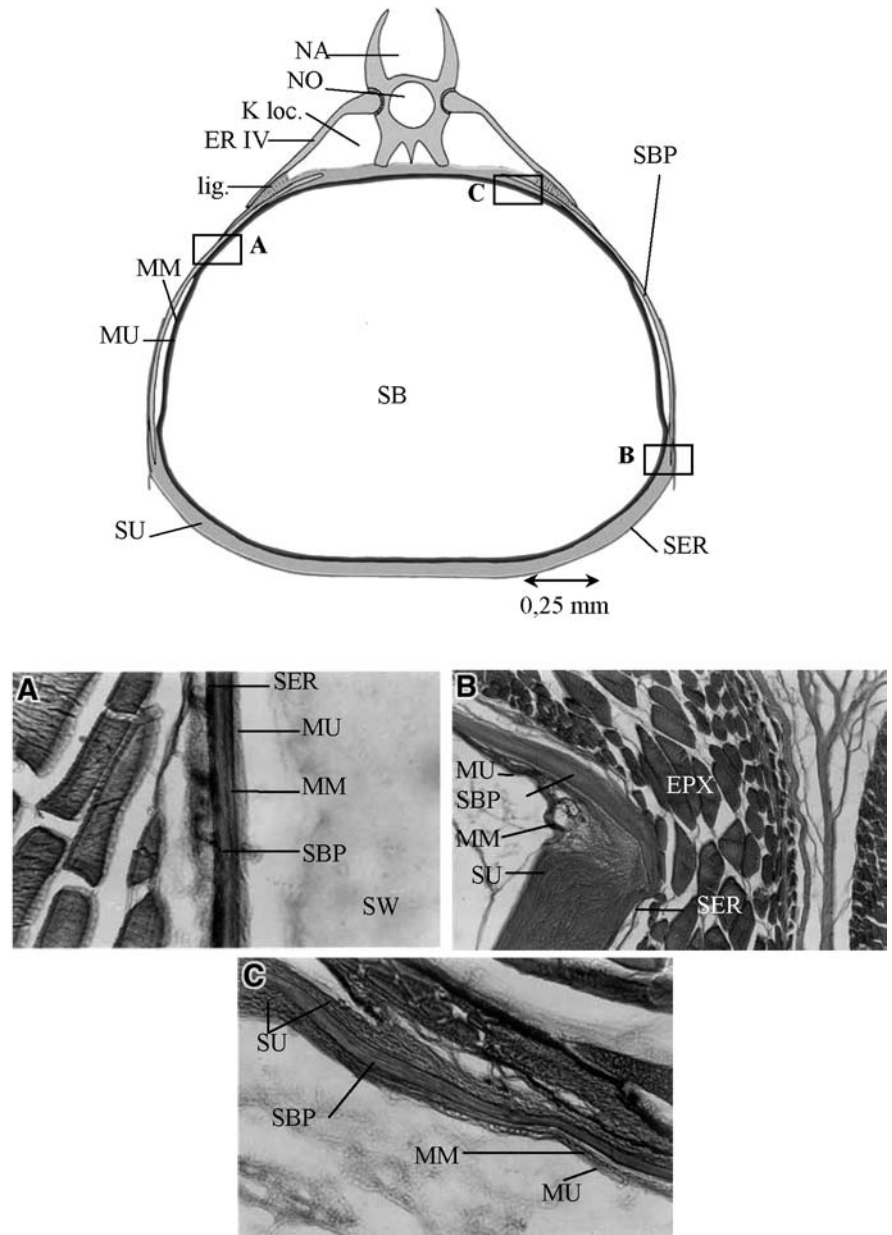 NA
NO
K loc.
ER IV
SBP
lig.
C
A
MM
MU
SB
B
SU
SER
0,25 mm
A
SER
MU
MM
SBP
SW
B
MU
SBP
EPX
MM
SU
SER
C
SU
SBP
MM
MU